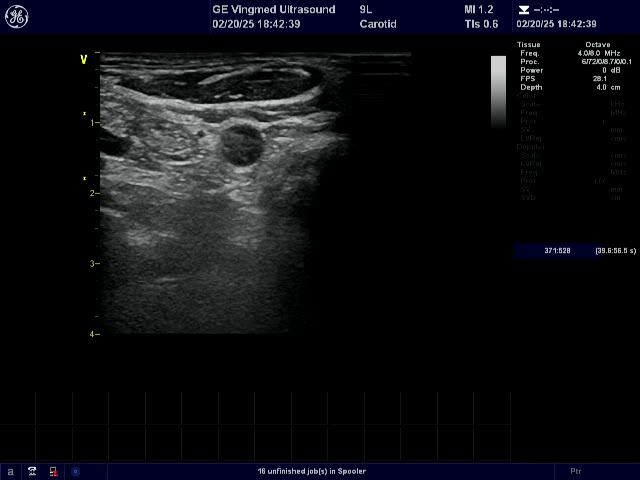 GE Vingmed Ultrasound
02/20/25 18:42:39
9L
Carotid
MI 1.2
TIs 0.6
--:--:--
02/20/25 18:42:39
Tissue Octave
Freq. 4.0/8.0 MHz
Proc. 6/72/0/8.7/0/0.1
Power 0 dB
FPS 28.1
Depth 4.0 cm
V
1
2
3
4
371:528 (39.6:56.5 s)
a
16 unfinished job(s) in Spooler
Ptr